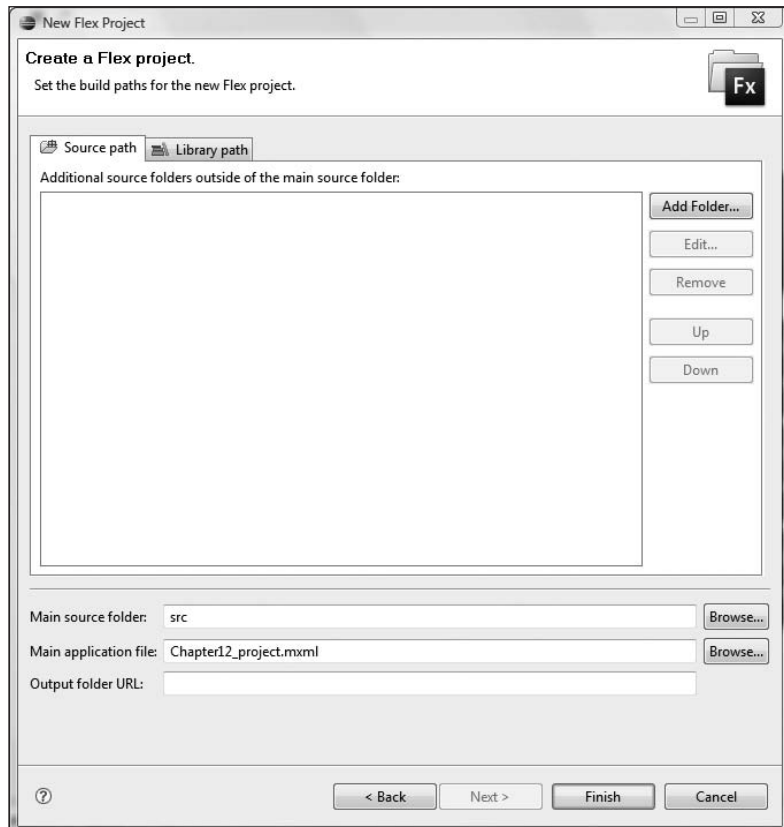 New Flex Project
Create a Flex project.
Set the build paths for the new Flex project.
Fx
Source path
Library path
Additional source folders outside of the main source folder:
Add Folder...
Edit...
Remove
Up
Down
Main source folder: src Browse...
Main application file: Chapter12_project.mxml Browse...
Output folder URL:
? < Back Next > Finish Cancel